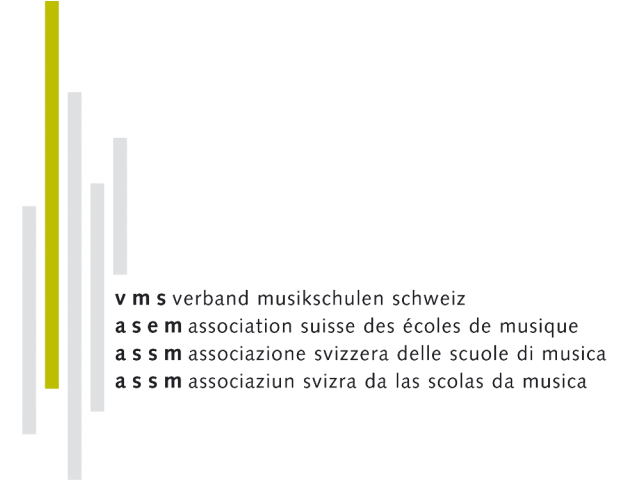 vms verband musikschulen schweiz
asem association suisse des écoles de musique
assm associazione svizzera delle scuole di musica
assm associaziun svizra da las scolas da musica